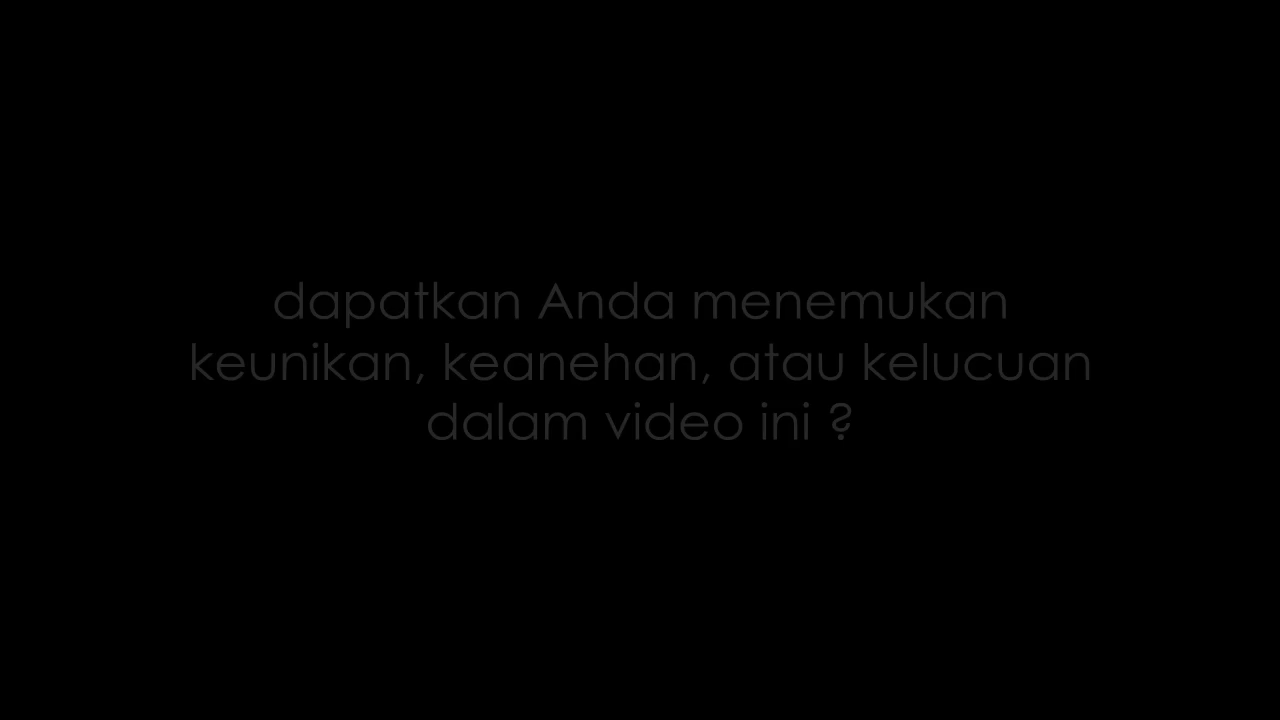 dapatkan Anda menemukan
keunikan, keanehan, atau kelucuan
dalam video ini ?